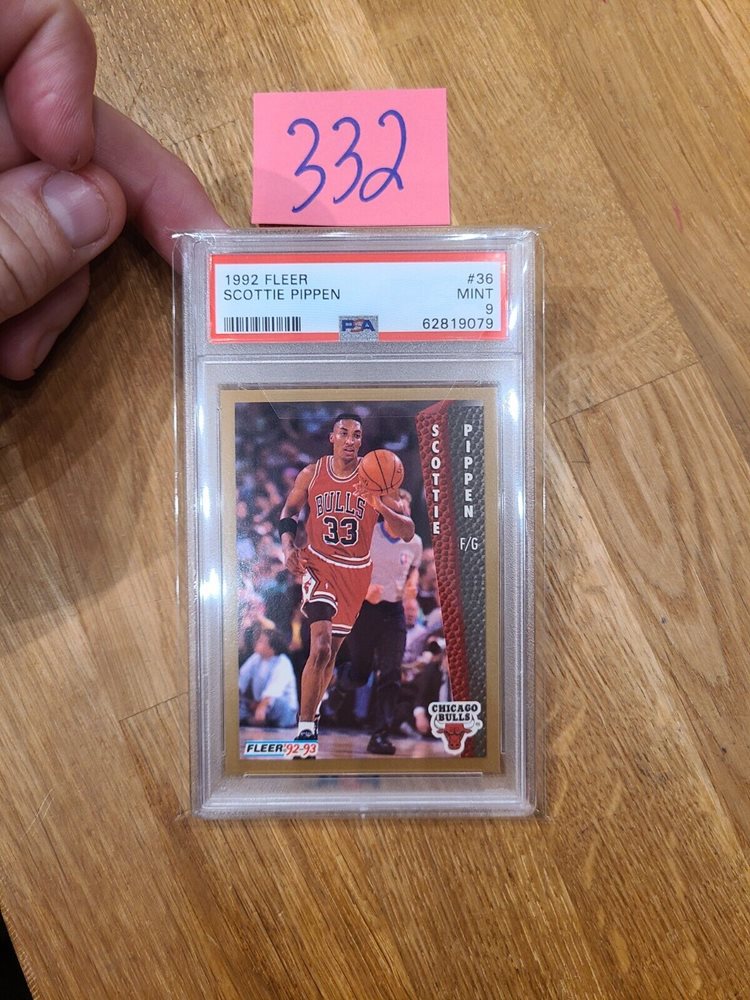 332
1992 FLEER #36
SCOTTIE PIPPEN MINT
9
PSA 62819079
SCOTTIE
PIPPEN
F/G
BULLS
33
CHICAGO
BULLS
FLEER '92-93